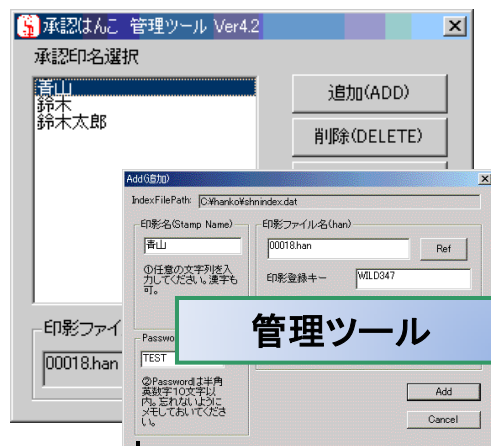 承認はんこ 管理ツール Ver4.2
承認印名選択
青山
鈴木
鈴木太郎
追加(ADD)
削除(DELETE)
Add(追加)
IndexFilePath: C:¥hanko¥shnindex.dat
印影名(Stamp Name)
青山
①任意の文字列を入
力してください。漢字も
可。
印影ファイル名(han)
00018.han
Ref
印影登録キー
WILD347
管理ツール
印影ファイ
00018.han
Passwo
TEST
②Passwordは半角
英数字10文字以
内。忘れないように
メモしておいてくださ
い。
Add
Cancel